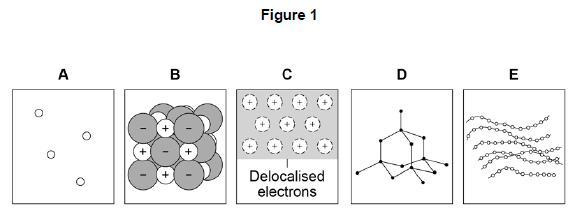 Figure 1
A B C D E
Delocalised
electrons